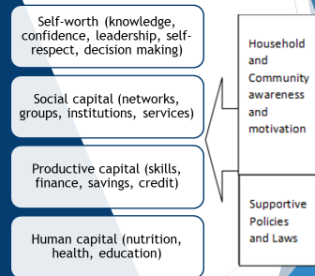 Self-worth (knowledge,
confidence, leadership, self-
respect, decision making)
Social capital (networks,
groups, institutions, services)
Productive capital (skills,
finance, savings, credit)
Human capital (nutrition,
health, education)
Household
and
Community
awareness
and
motivation
Supportive
Policies
and Laws